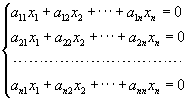 a₁₁x₁ + a₁₂x₂ + ··· + a₁ₙxₙ = 0
a₂₁x₁ + a₂₂x₂ + ··· + a₂ₙxₙ = 0
································
aₙ₁x₁ + aₙ₂x₂ + ··· + aₙₙxₙ = 0